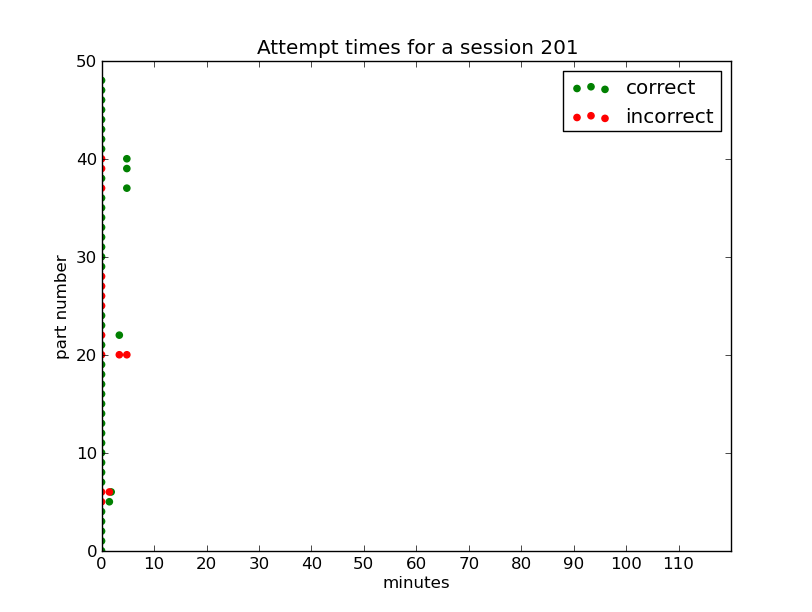 Attempt times for a session 201
correct
incorrect
50
40
30
20
10
0
part number
0 10 20 30 40 50 60 70 80 90 100 110
minutes